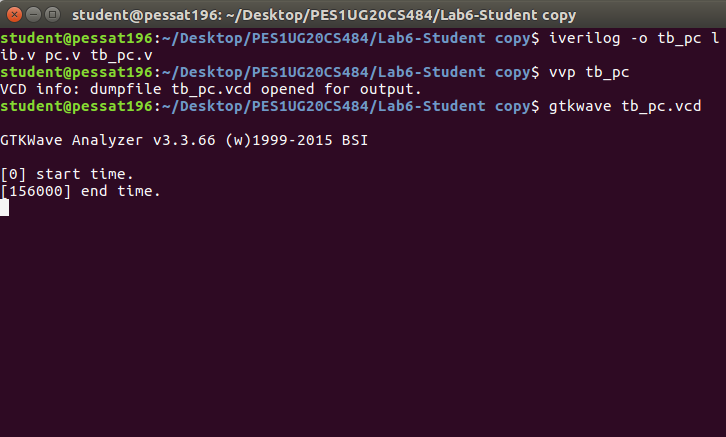 student@pessat196: ~/Desktop/PES1UG20CS484/Lab6-Student copy
student@pessat196:~/Desktop/PES1UG20CS484/Lab6-Student copy$ iverilog -o tb_pc l
ib.v pc.v tb_pc.v
student@pessat196:~/Desktop/PES1UG20CS484/Lab6-Student copy$ vvp tb_pc
VCD info: dumpfile tb_pc.vcd opened for output.
student@pessat196:~/Desktop/PES1UG20CS484/Lab6-Student copy$ gtkwave tb_pc.vcd
GTKWave Analyzer v3.3.66 (w)1999-2015 BSI
[0] start time.
[156000] end time.